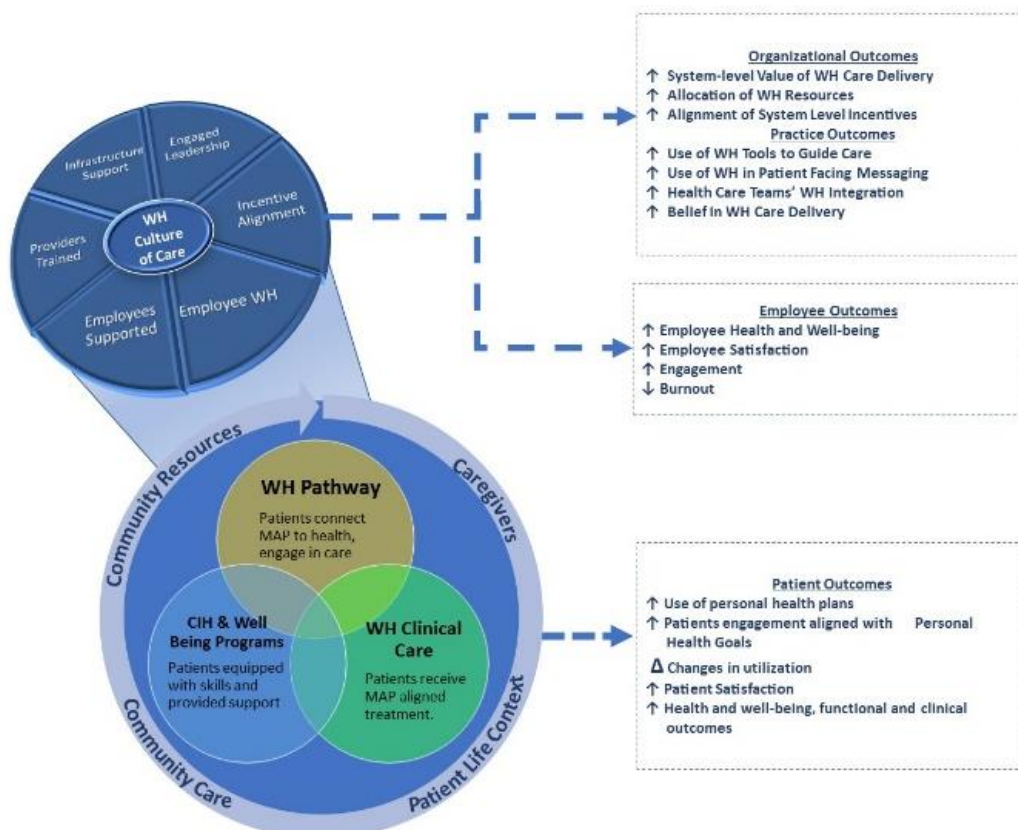 Infrastructure
Support
Engaged
Leadership
Incentive
Alignment
Employee WH
Employees
Supported
Providers
Trained
WH
Culture
of Care
Organizational Outcomes
↑ System-level Value of WH Care Delivery
↑ Allocation of WH Resources
↑ Alignment of System Level Incentives
Practice Outcomes
↑ Use of WH Tools to Guide Care
↑ Use of WH in Patient Facing Messaging
↑ Health Care Teams’ WH Integration
↑ Belief in WH Care Delivery
Employee Outcomes
↑ Employee Health and Well-being
↑ Employee Satisfaction
↑ Engagement
↓ Burnout
Community Resources
Caregivers
Community Care
Patient Life Context
WH Pathway
Patients connect
MAP to health,
engage in care
CIH & Well
Being Programs
Patients equipped
with skills and
provided support
WH Clinical
Care
Patients receive
MAP aligned
treatment.
Patient Outcomes
↑ Use of personal health plans
↑ Patients engagement aligned with Personal
Health Goals
Δ Changes in utilization
↑ Patient Satisfaction
↑ Health and well-being, functional and clinical
outcomes